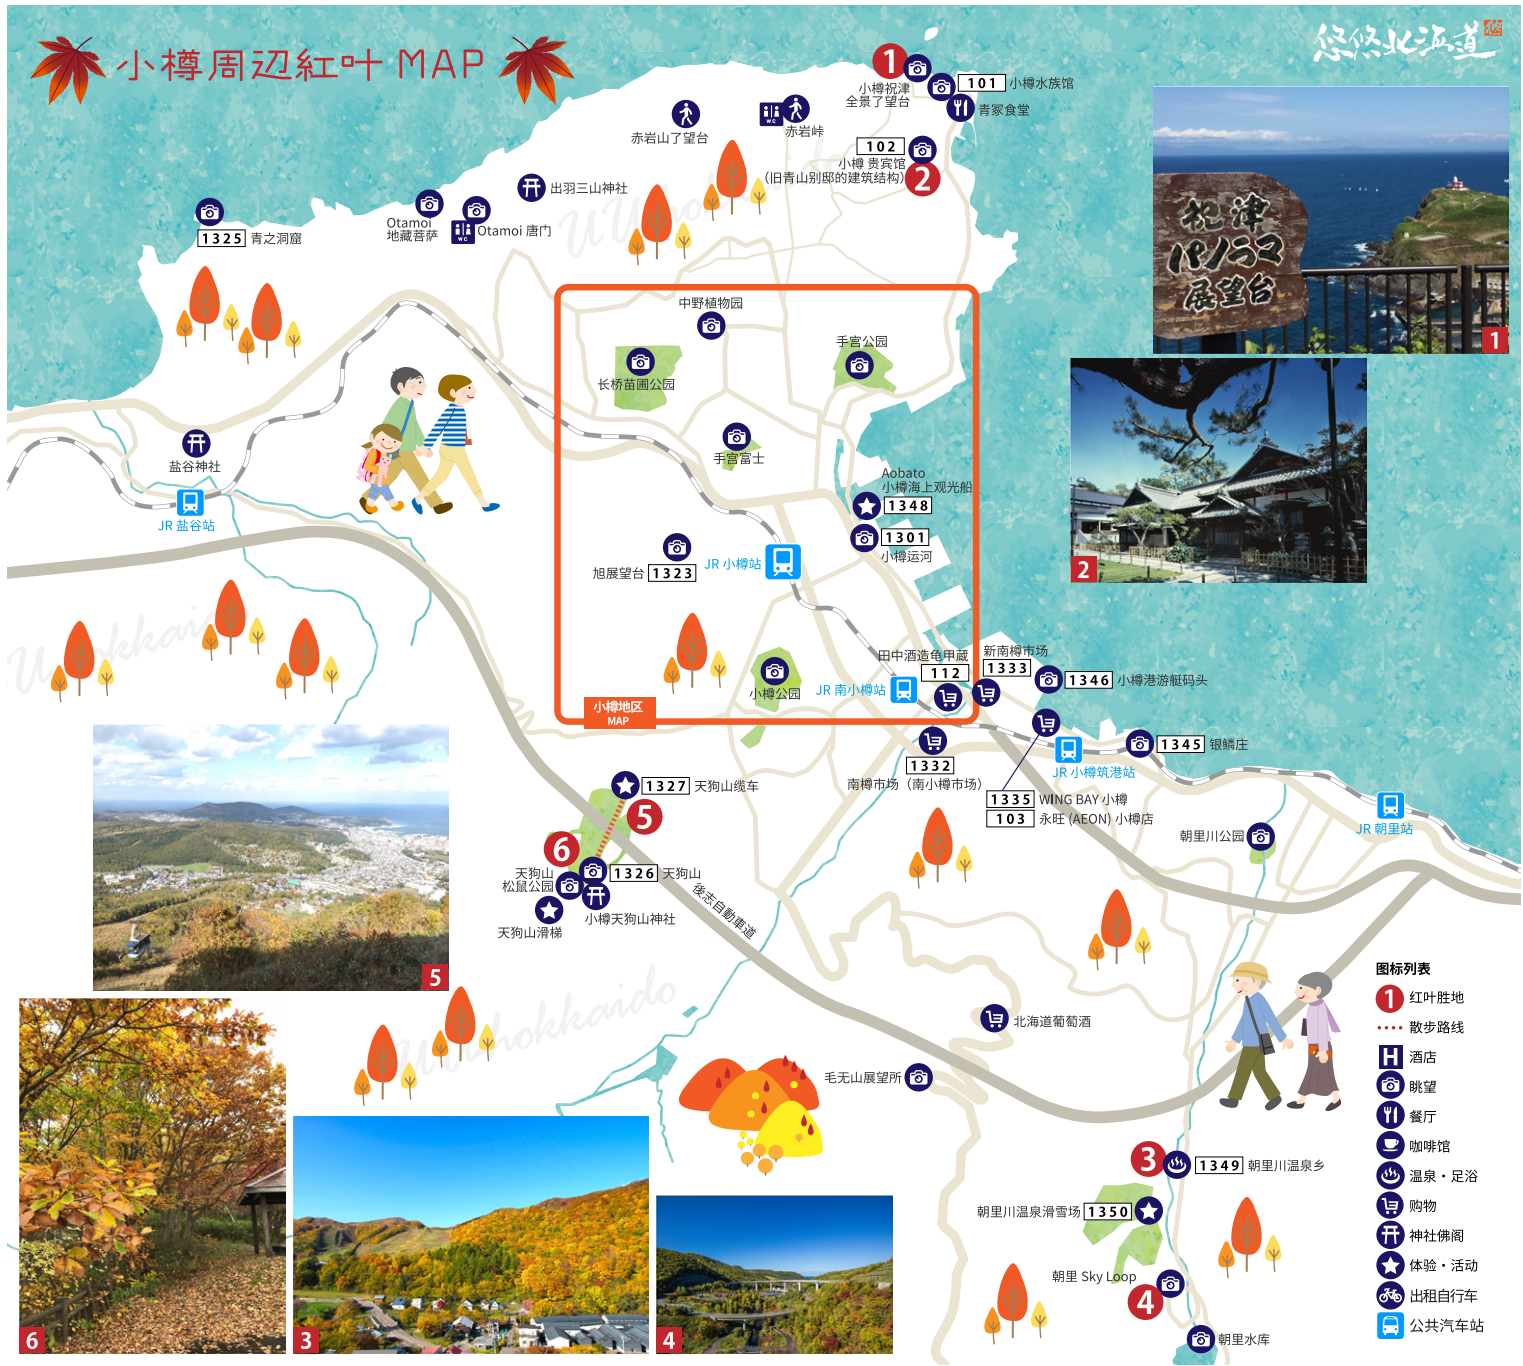 小樽周辺紅叶 MAP
悠悠北海道
1
小樽祝津
全景了望台
101 小樽水族馆
青冢食堂
赤岩山了望台
WC
赤岩峠
102
小樽 贵宾馆
（旧青山别邸的建筑结构）
2
出羽三山神社
Otamoi
地藏菩萨
WC
Otamoi 唐门
1325 青之洞窟
祝津
パノラマ
展望台
1
2
中野植物园
手宫公园
长桥苗圃公园
手宫富士
Aobato
小樽海上观光船
1348
1301
小樽运河
旭展望台 1323
JR 小樽站
小樽公园
JR 南小樽站
田中酒造龟甲蔵
112
小樽地区
MAP
盐谷神社
JR 盐谷站
新南樽市场
1333
1346 小樽港游艇码头
1345 银鳞庄
JR 小樽筑港站
1332
南樽市场（南小樽市场）
1335 WING BAY 小樽
103 永旺 (AEON) 小樽店
朝里川公园
JR 朝里站
1327 天狗山缆车
5
6
1326 天狗山
天狗山
松鼠公园
小樽天狗山神社
天狗山滑梯
後志自動車道
5
北海道葡萄酒
毛无山展望所
3
1349 朝里川温泉乡
朝里川温泉滑雪场 1350
朝里 Sky Loop
4
朝里水库
6
3
4
图标列表
1 红叶胜地
散步路线
H 酒店
眺望
餐厅
咖啡馆
温泉・足浴
购物
神社佛阁
体验・活动
出租自行车
公共汽车站